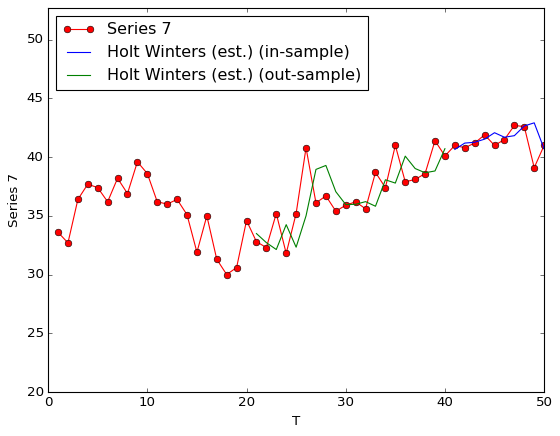 Series 7
Holt Winters (est.) (in-sample)
Holt Winters (est.) (out-sample)
50
45
40
35
30
25
20
Series 7
0 10 20 30 40 50
T